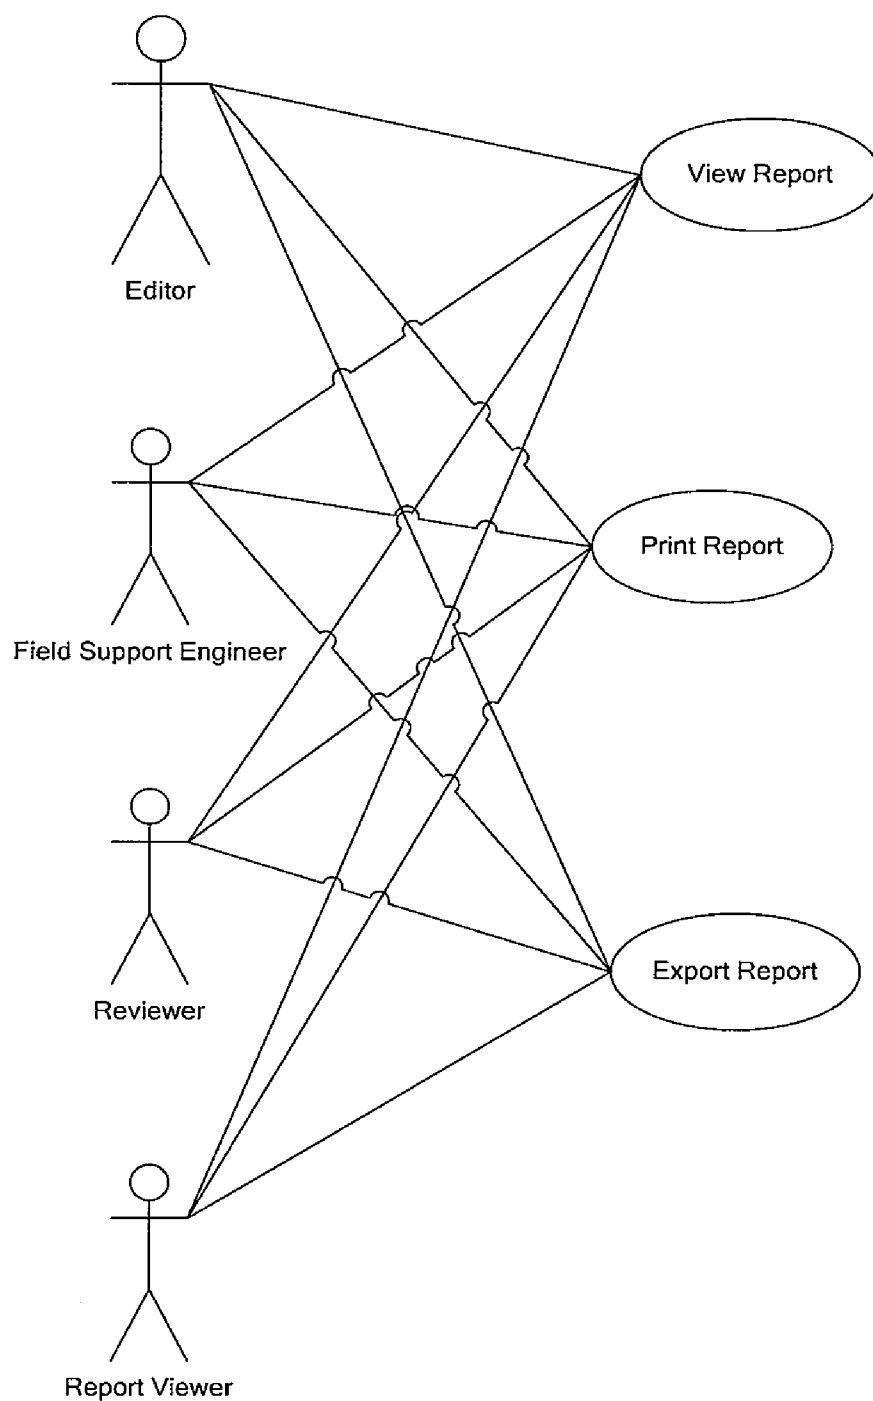 View Report
Editor
Print Report
Field Support Engineer
Export Report
Reviewer
Report Viewer